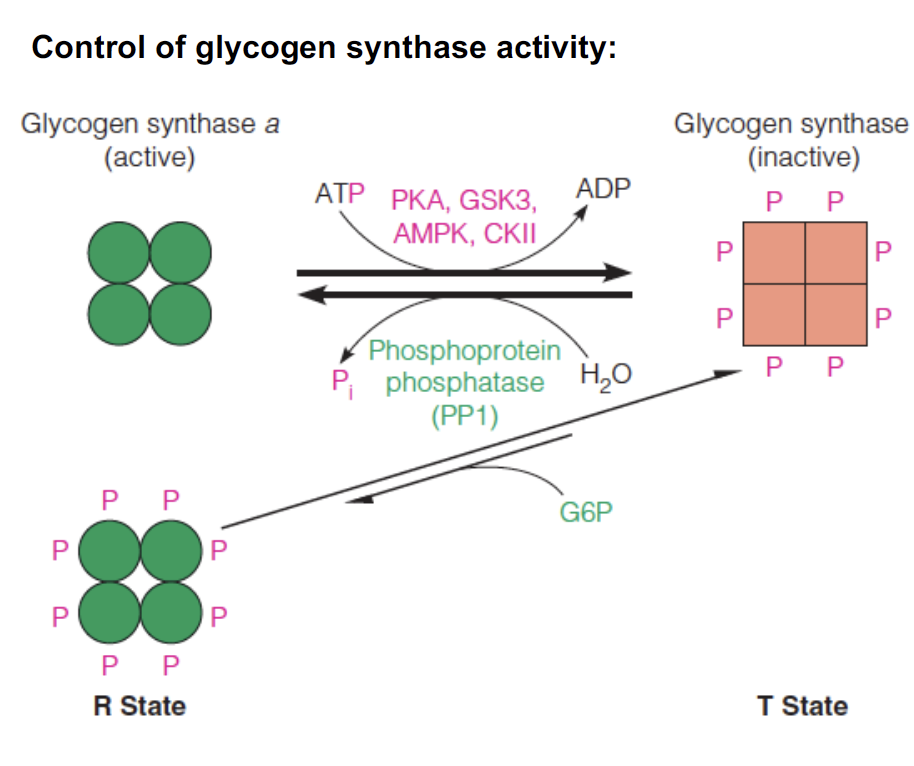 Control of glycogen synthase activity:
Glycogen synthase a
(active)
Glycogen synthase
(inactive)
ATP
PKA, GSK3,
AMPK, CKII
ADP
P P
P P
P P
P P
Phosphoprotein
phosphatase
(PP1)
Pi
H2O
G6P
P P
P P
P P
P P
R State
T State